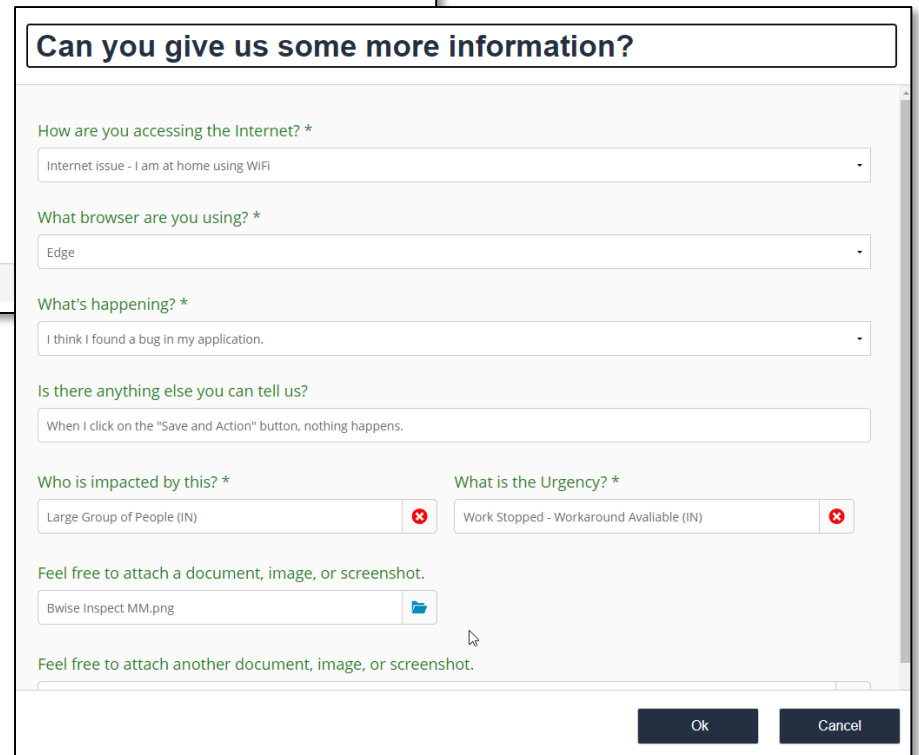 Can you give us some more information?
How are you accessing the Internet? *
Internet issue - I am at home using WiFi
What browser are you using? *
Edge
What's happening? *
I think I found a bug in my application.
Is there anything else you can tell us?
When I click on the "Save and Action" button, nothing happens.
Who is impacted by this? * What is the Urgency? *
Large Group of People (IN) Work Stopped - Workaround Avaliable (IN)
Feel free to attach a document, image, or screenshot.
Bwise Inspect MM.png
Feel free to attach another document, image, or screenshot.
Ok Cancel